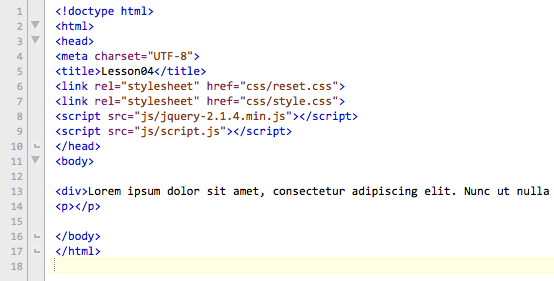 1 <!doctype html>
2 <html>
3 <head>
4 <meta charset="UTF-8">
5 <title>Lesson04</title>
6 <link rel="stylesheet" href="css/reset.css">
7 <link rel="stylesheet" href="css/style.css">
8 <script src="js/jquery-2.1.4.min.js"></script>
9 <script src="js/script.js"></script>
10 </head>
11 <body>
12
13 <div>Lorem ipsum dolor sit amet, consectetur adipiscing elit. Nunc ut nulla
14 <p></p>
15
16 </body>
17 </html>
18